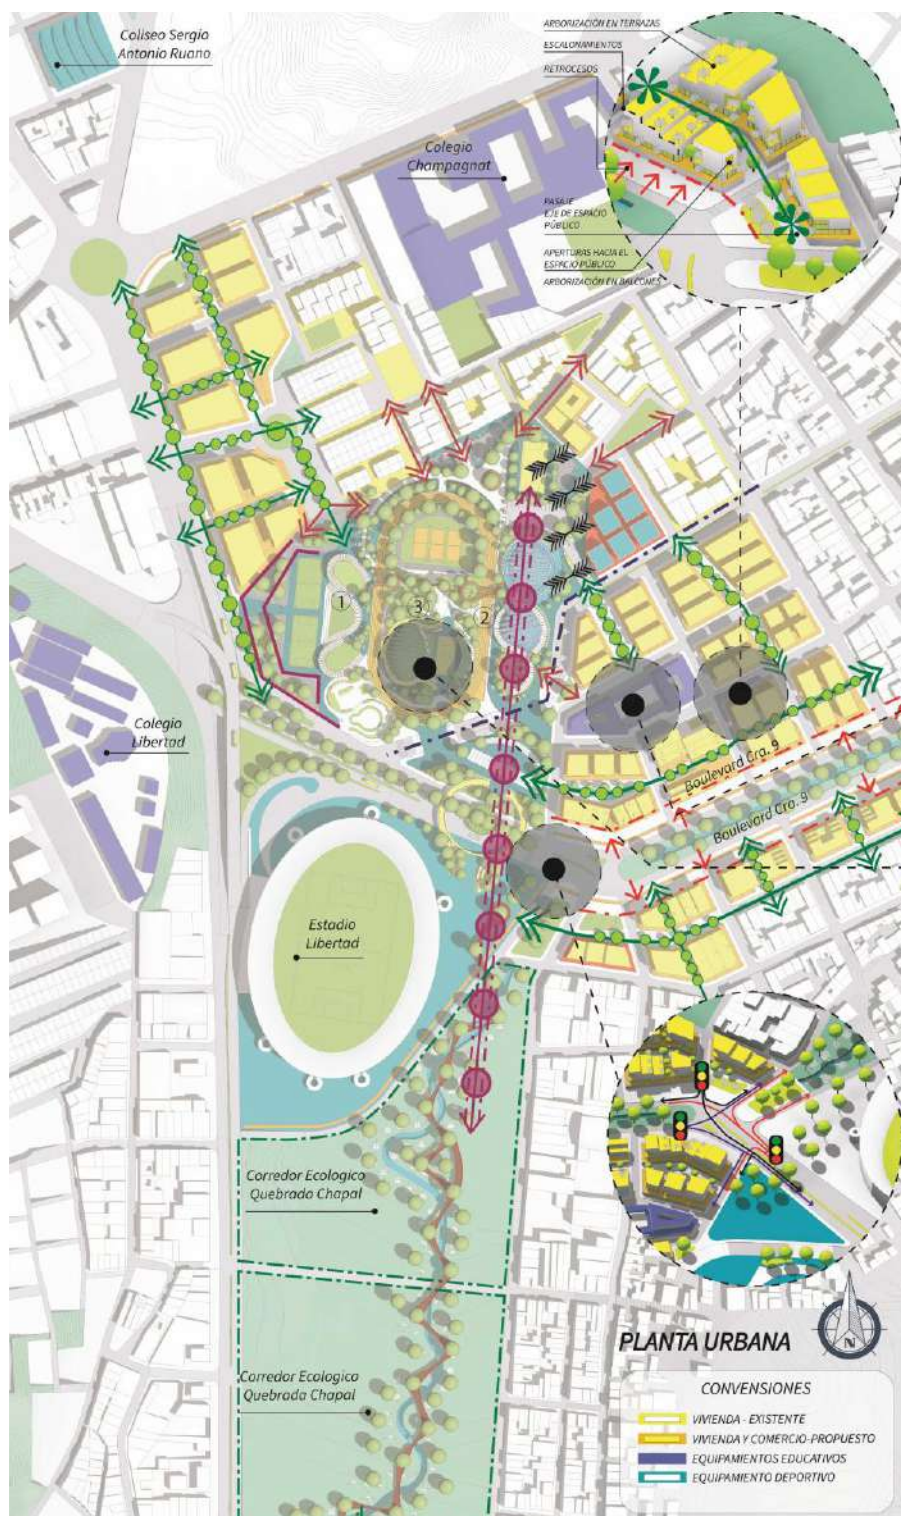 Coliseo Sergio
Antonio Ruano
ARBORIZACIÓN EN TERRAZAS
ESCALONAMIENTOS
RETROCESOS
Colegio
Champagnat
PASAJE
EJE DE ESPACIO
PÚBLICO
APERTURAS HACIA EL
ESPACIO PÚBLICO
ARBORIZACIÓN EN BALCONES
1
3
2
Colegio
Libertad
Boulevard Cra. 9
Boulevard Cra. 9
Estadio
Libertad
Corredor Ecologico
Quebrada Chapal
Corredor Ecologico
Quebrada Chapal
PLANTA URBANA
N
CONVENSIONES
VIVIENDA - EXISTENTE
VIVIENDA Y COMERCIO-PROPUESTO
EQUIPAMIENTOS EDUCATIVOS
EQUIPAMIENTO DEPORTIVO